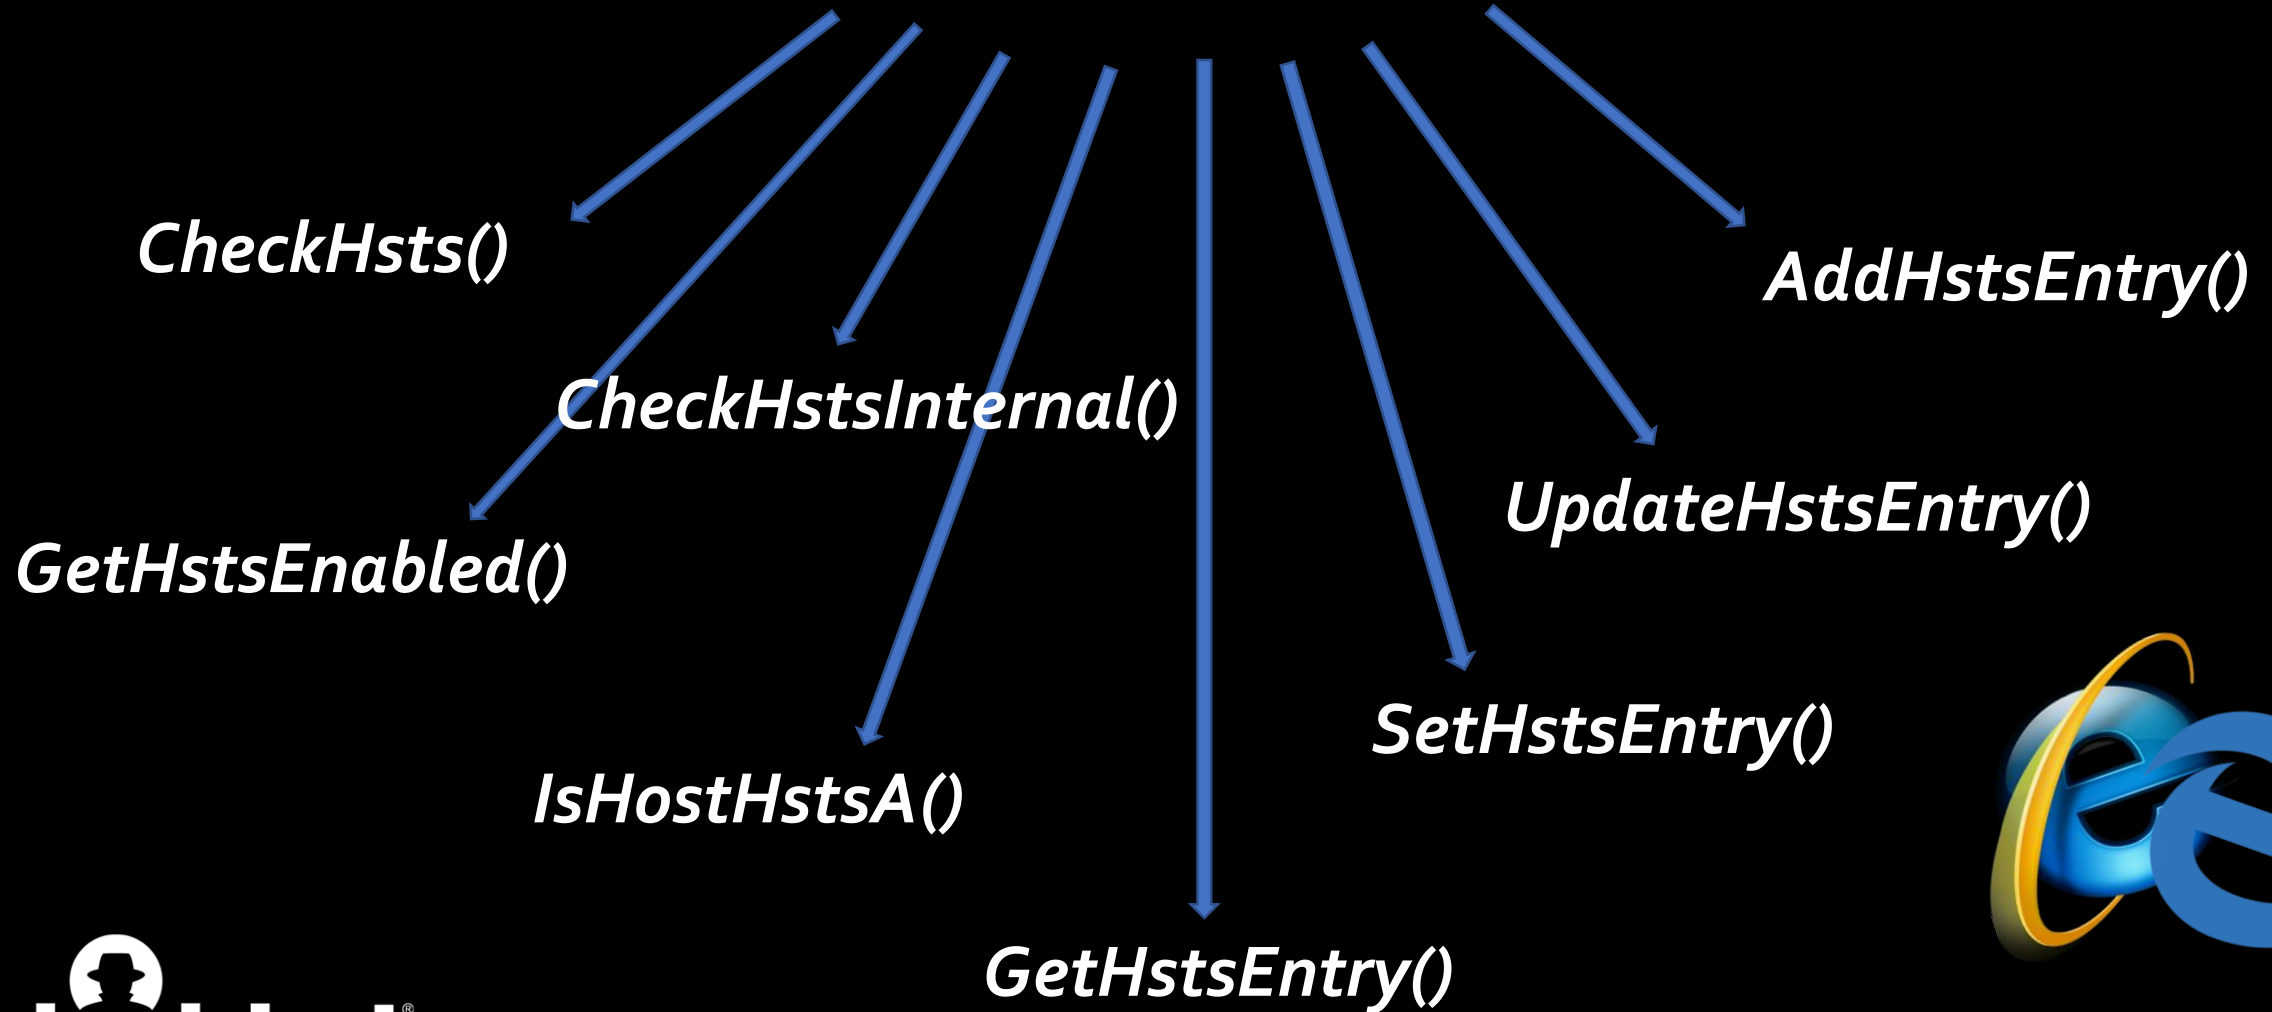 CheckHsts()
AddHstsEntry()
CheckHstsInternal()
UpdateHstsEntry()
GetHstsEnabled()
SetHstsEntry()
IsHostHstsA()
GetHstsEntry()
®